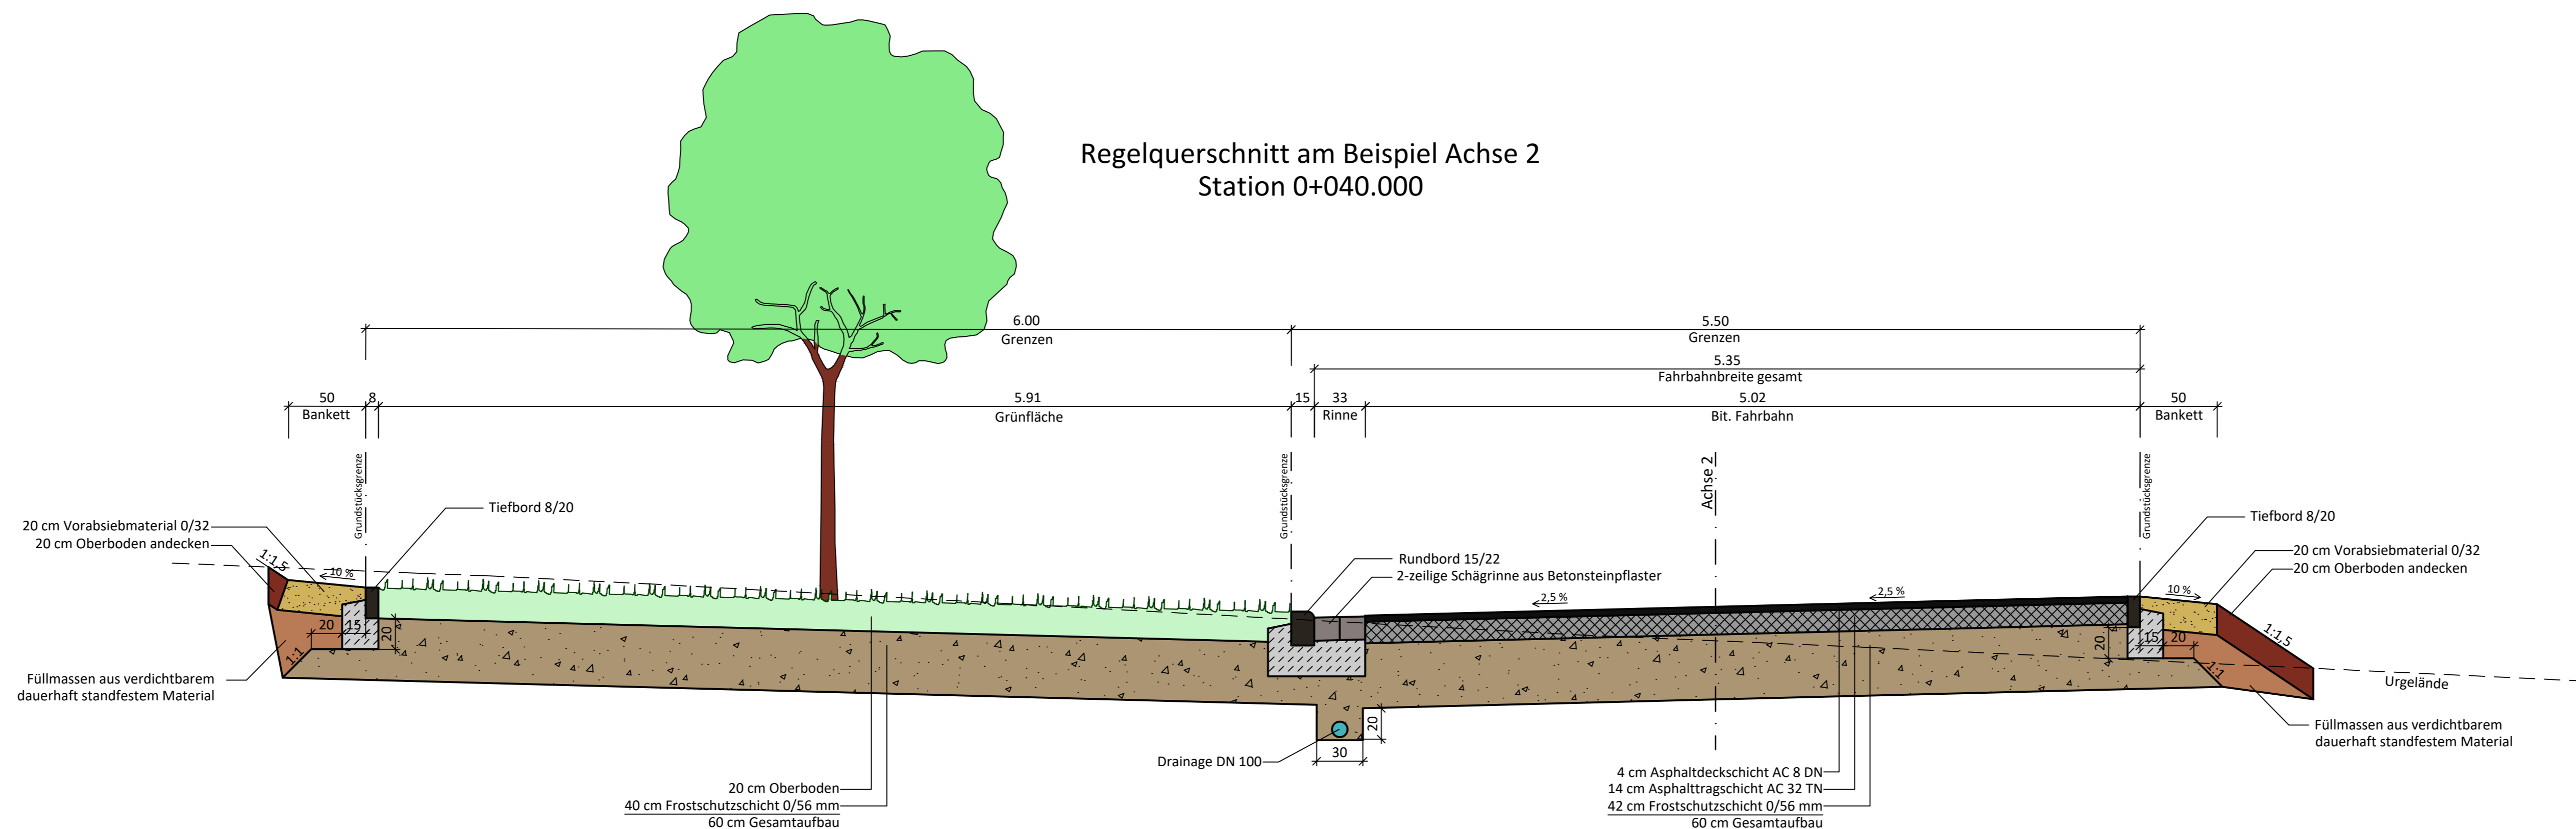 Regelquerschnitt am Beispiel Achse 2
Station 0+040.000
6.00
Grenzen
5.50
Grenzen
5.35
Fahrbahnbreite gesamt
50
Bankett
8
5.91
Grünfläche
15
33
Rinne
5.02
Bit. Fahrbahn
50
Bankett
Grundstücksgrenze
Grundstücksgrenze
Achse 2
Grundstücksgrenze
Tiefbord 8/20
20 cm Vorabsiebmaterial 0/32
20 cm Oberboden andecken
1:1,5
10 %
20
15
20
1:1
Füllmassen aus verdichtbarem
dauerhaft standfestem Material
Rundbord 15/22
2-zeilige Schägrinne aus Betonsteinpflaster
2,5 %
2,5 %
Tiefbord 8/20
20 cm Vorabsiebmaterial 0/32
20 cm Oberboden andecken
10 %
1:1,5
20
15
20
1:1
Urgelände
Füllmassen aus verdichtbarem
dauerhaft standfestem Material
20
30
Drainage DN 100
20 cm Oberboden
40 cm Frostschutzschicht 0/56 mm
60 cm Gesamtaufbau
4 cm Asphaltdeckschicht AC 8 DN
14 cm Asphalttragschicht AC 32 TN
42 cm Frostschutzschicht 0/56 mm
60 cm Gesamtaufbau